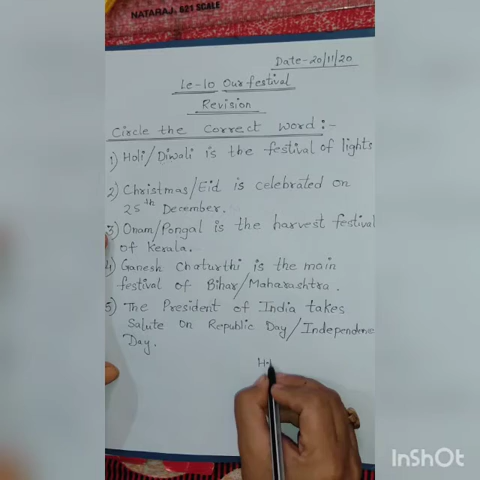 NATARAJ, 621 SCALE
Date-20/11/20
Le-10 Our festival
Revision
Circle the Correct Word:-
1) Holi/Diwali is the festival of lights
2) Christmas/Eid is celebrated on
25th December.
3) Onam/Pongal is the harvest festival
of Kerala.
4) Ganesh Chaturthi is the main
festival of Bihar/Maharashtra.
5) The President of India takes
Salute on Republic Day/Independence
Day.
InShOt